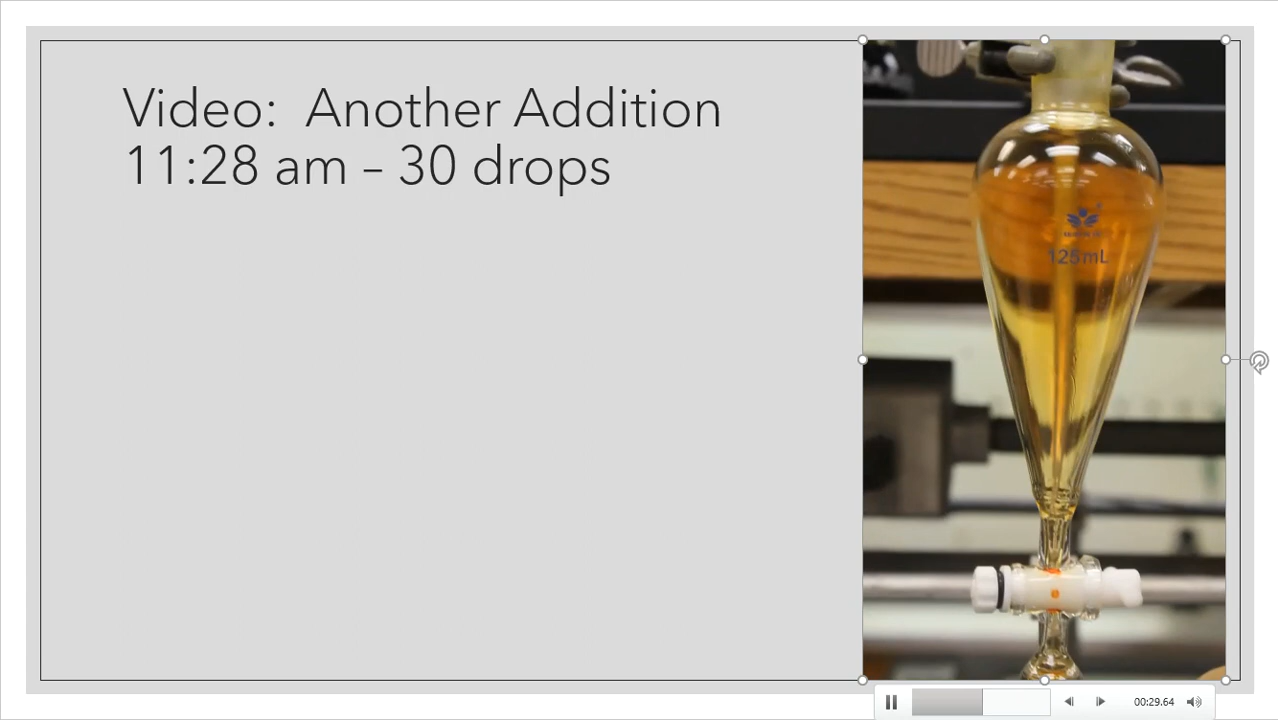 Video:  Another Addition
11:28 am – 30 drops
125mL
00:29.64